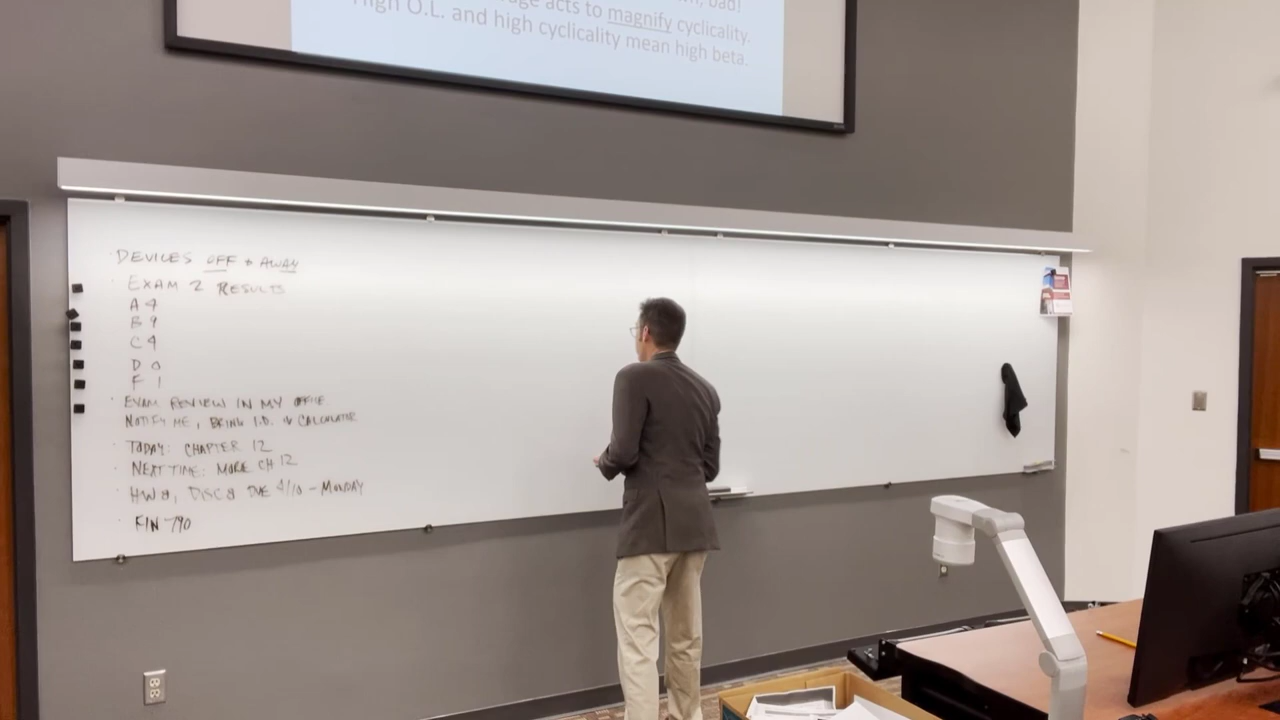 bad!
acts to magnify cyclicality.
High O.L. and high cyclicality mean high beta.
DEVICES OFF & AWAY
EXAM 2 RESULTS
A 4
B 9
C 4
D 0
F 1
EXAM REVIEW IN MY OFFICE
NOTIFY ME, BRING I.D. & CALCULATOR
TODAY: CHAPTER 12
NEXT TIME: MORE CH 12
HW 8, DISC 8 DUE 4/10 - MONDAY
FIN 790